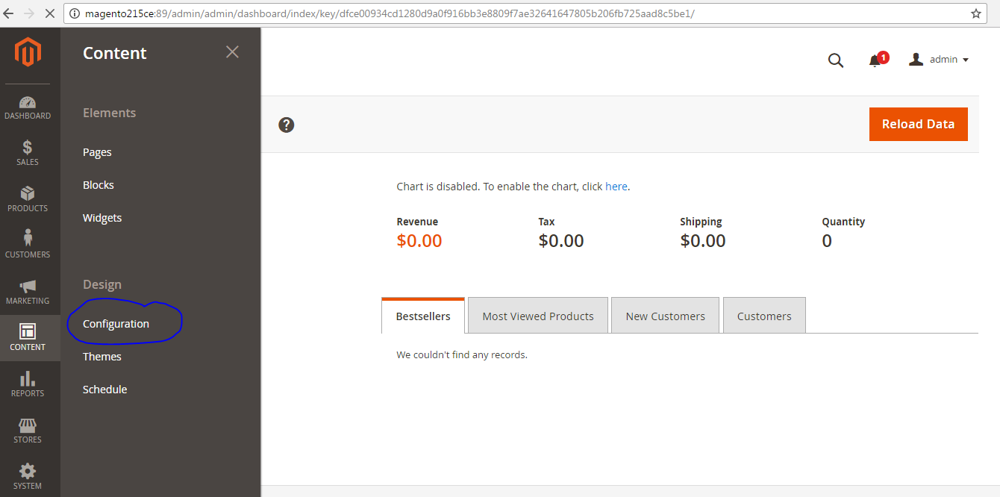 magento215ce:89/admin/admin/dashboard/index/key/dfce00934cd1280d9a0f916bb3e8809f7ae32641647805b206fb725aad8c5be1/
DASHBOARD
SALES
PRODUCTS
CUSTOMERS
MARKETING
CONTENT
REPORTS
STORES
SYSTEM
Content
Elements
Pages
Blocks
Widgets
Design
Configuration
Themes
Schedule
1
admin
?
Reload Data
Chart is disabled. To enable the chart, click here.
Revenue Tax Shipping Quantity
$0.00 $0.00 $0.00 0
Bestsellers Most Viewed Products New Customers Customers
We couldn't find any records.